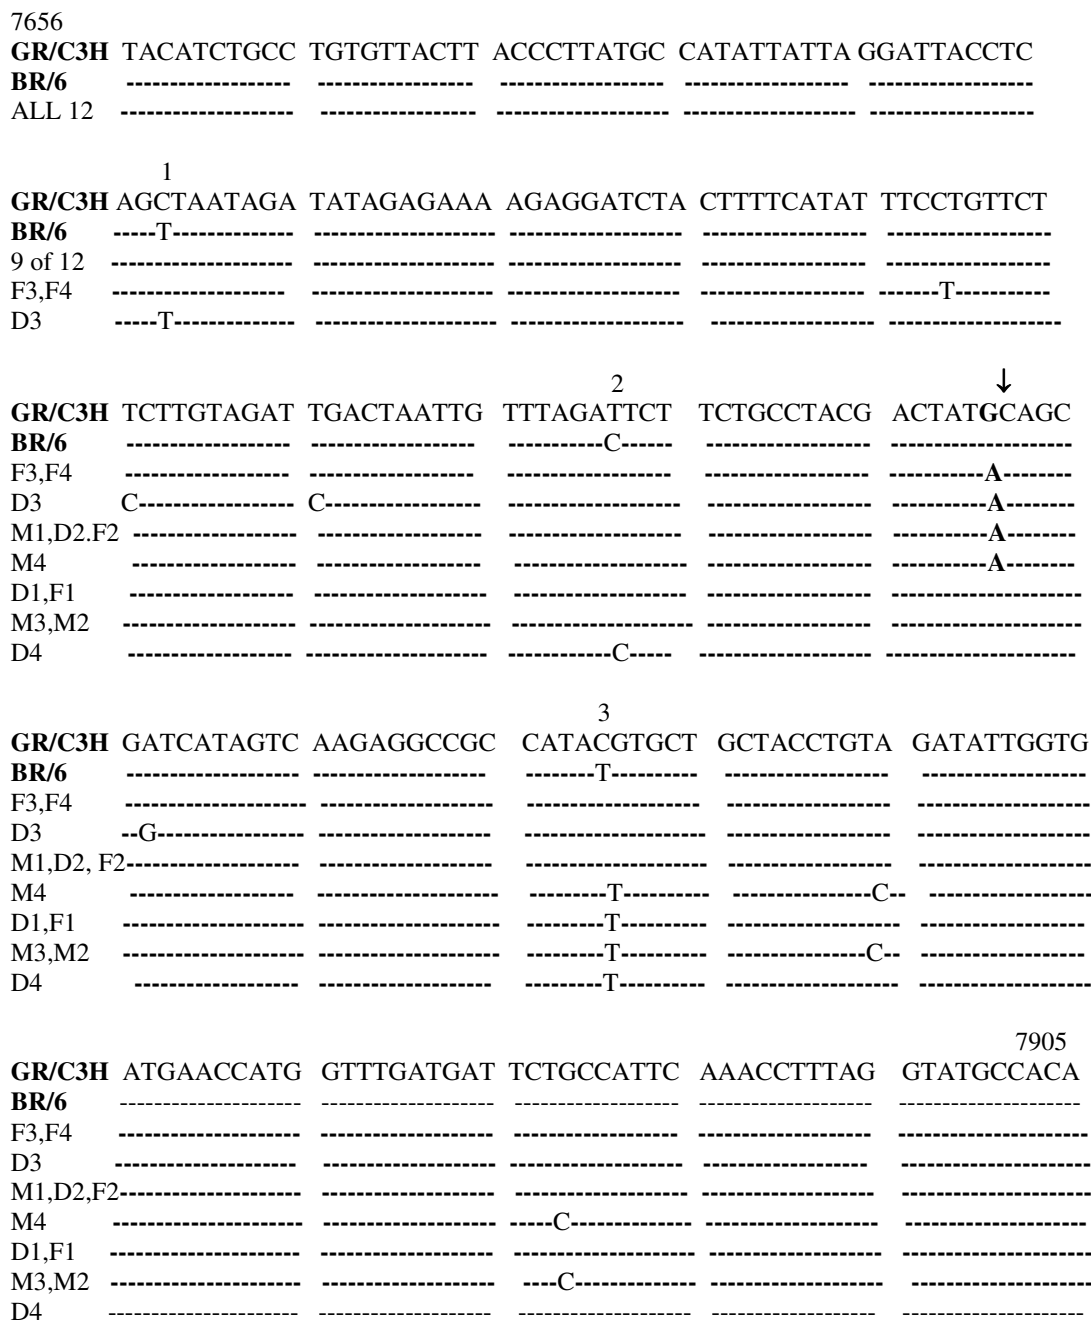 7656
GR/C3H TACATCTGCC TGTGTTACTT ACCCTTATGC CATATTATTA GGATTACCTC
BR/6 ------------------- ------------------- ------------------- ------------------- -------------------
ALL 12 -------------------- ------------------ -------------------- -------------------- -------------------
1
GR/C3H AGCTAATAGA TATAGAGAAA AGAGGATCTA CTTTTCATAT TTCCTGTTCT
BR/6 -----T-------------- -------------------- -------------------- ------------------- -------------------
9 of 12 --------------------- --------------------- -------------------- ------------------- -------------------
F3,F4 -------------------- --------------------- -------------------- ------------------- -------T-----------
D3 -----T-------------- --------------------- -------------------- ------------------- --------------------
2 ↓
GR/C3H TCTTGTAGAT TGACTAATTG TTTAGATTCT TCTGCCTACG ACTATGCAGC
BR/6 ------------------- ------------------- -----------C------ ------------------- ---------------------
F3,F4 ------------------- ------------------- ------------------- ------------------- -----------A--------
D3 C------------------ C------------------ -------------------- ------------------- -----------A--------
M1,D2.F2 ------------------- ------------------- -------------------- ------------------- -----------A--------
M4 ------------------- ------------------- --------------------- ------------------- -----------A--------
D1,F1 ------------------- ------------------- -------------------- ------------------- ----------------------
M3,M2 ------------------- ------------------- --------------------- ------------------- ----------------------
D4 ------------------- --------------------- ------------C----- -------------------- ---------------------
3
GR/C3H GATCATAGTC AAGAGGCCGC CATACGTGCT GCTACCTGTA GATATTGGTG
BR/6 ------------------- ------------------- --------T---------- ------------------- -------------------
F3,F4 --------------------- -------------------- -------------------- ------------------- --------------------
D3 --G----------------- -------------------- -------------------- ------------------- --------------------
M1,D2, F2-------------------- -------------------- -------------------- ------------------- --------------------
M4 ------------------- -------------------- ---------T---------- -----------------C-- -------------------
D1,F1 -------------------- --------------------- ---------T---------- -------------------- --------------------
M3,M2 --------------------- --------------------- ---------T---------- ----------------C-- --------------------
D4 ------------------- -------------------- ---------T---------- -------------------- --------------------
7905
GR/C3H ATGAACCATG GTTTGATGAT TCTGCCATTC AAACCTTTAG GTATGCCACA
BR/6 --------------------- -------------------- ------------------- -------------------- ---------------------
F3,F4 --------------------- -------------------- ------------------- -------------------- ----------------------
D3 --------------------- -------------------- -------------------- ------------------- ---------------------
M1,D2,F2--------------------- -------------------- -------------------- -------------------- ---------------------
M4 ---------------------- -------------------- -----C-------------- -------------------- ---------------------
D1,F1 ---------------------- -------------------- --------------------- -------------------- ----------------------
M3,M2 ---------------------- -------------------- ----C-------------- -------------------- ---------------------
D4 ---------------------- -------------------- -------------------- -------------------- ---------------------